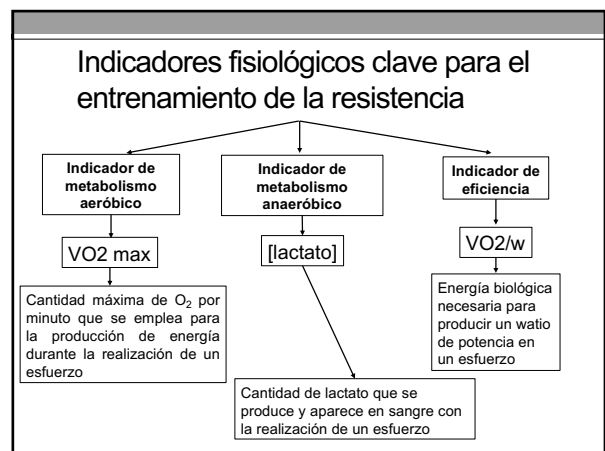 Indicadores fisiológicos clave para el
entrenamiento de la resistencia
Indicador de
metabolismo
aeróbico
Indicador de
metabolismo
anaeróbico
Indicador de
eficiencia
VO2 max
[lactato]
VO2/w
Cantidad máxima de O₂ por
minuto que se emplea para
la producción de energía
durante la realización de un
esfuerzo
Energía biológica
necesaria para
producir un watio
de potencia en
un esfuerzo
Cantidad de lactato que se
produce y aparece en sangre con
la realización de un esfuerzo